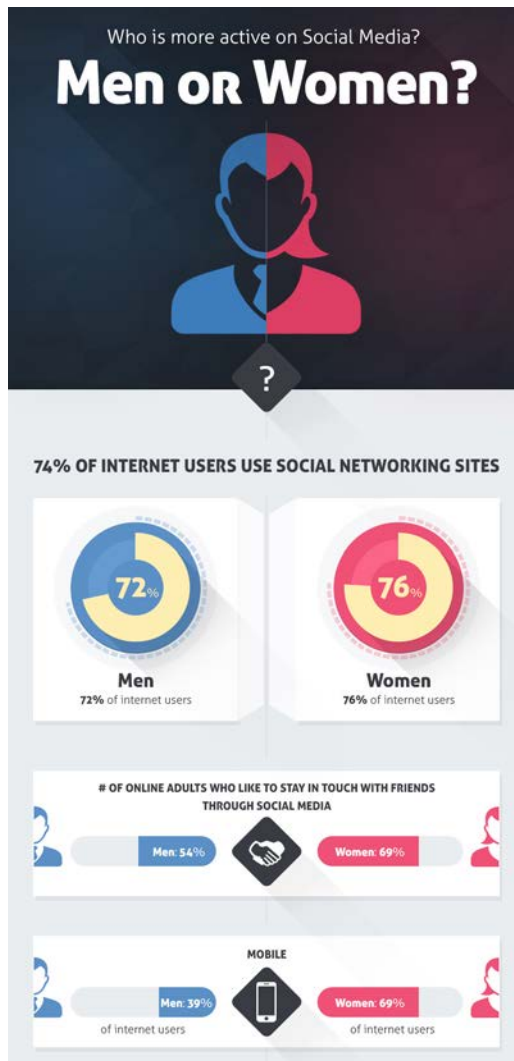 Who is more active on Social Media?
Men OR Women?
?
74% OF INTERNET USERS USE SOCIAL NETWORKING SITES
72%
76%
Men
72% of internet users
Women
76% of internet users
# OF ONLINE ADULTS WHO LIKE TO STAY IN TOUCH WITH FRIENDS
THROUGH SOCIAL MEDIA
Men: 54%
Women: 69%
MOBILE
Men: 39%
Women: 69%
of internet users
of internet users